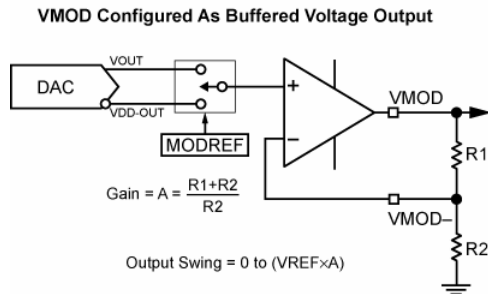 VMOD Configured As Buffered Voltage Output
VOUT
DAC
VDD-OUT
MODREF
+
−
VMOD
R1
VMOD–
R2
Gain = A = R1+R2
R2
Output Swing = 0 to (VREF×A)